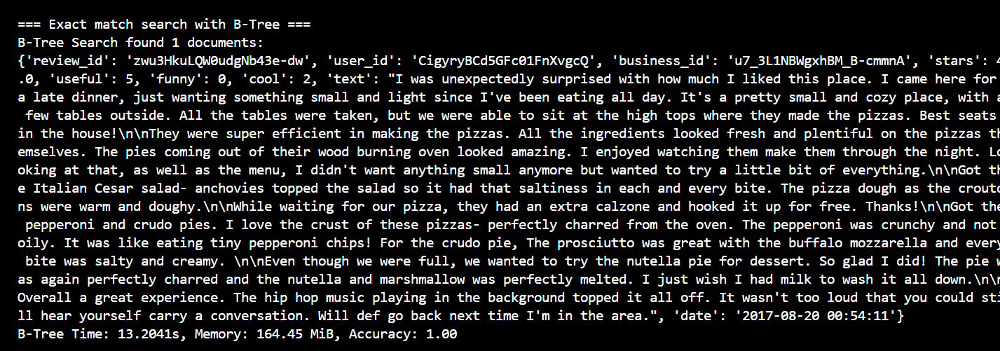 === Exact match search with B-Tree ===
B-Tree Search found 1 documents:
{'review_id': 'zwu3HkuLQW0udgNb43e-dw', 'user_id': 'CigyryBCd5GFc01FnXvgcQ', 'business_id': 'u7_3L1NBWgxhBM_B-cmmnA', 'stars': 4
.0, 'useful': 5, 'funny': 0, 'cool': 2, 'text': "I was unexpectedly surprised with how much I liked this place. I came here for
a late dinner, just wanting something small and light since I've been eating all day. It's a pretty small and cozy place, with a
few tables outside. All the tables were taken, but we were able to sit at the high tops where they made the pizzas. Best seats
in the house!\n\nThey were super efficient in making the pizzas. All the ingredients looked fresh and plentiful on the pizzas th
emselves. The pies coming out of their wood burning oven looked amazing. I enjoyed watching them make them through the night. Lo
oking at that, as well as the menu, I didn't want anything small anymore but wanted to try a little bit of everything.\n\nGot th
e Italian Cesar salad- anchovies topped the salad so it had that saltiness in each and every bite. The pizza dough as the crouto
ns were warm and doughy.\n\nWhile waiting for our pizza, they had an extra calzone and hooked it up for free. Thanks!\n\nGot the
pepperoni and crudo pies. I love the crust of these pizzas- perfectly charred from the oven. The pepperoni was crunchy and not
oily. It was like eating tiny pepperoni chips! For the crudo pie, The prosciutto was great with the buffalo mozzarella and every
bite was salty and creamy. \n\nEven though we were full, we wanted to try the nutella pie for dessert. So glad I did! The pie w
as again perfectly charred and the nutella and marshmallow was perfectly melted. I just wish I had milk to wash it all down.\n\n
Overall a great experience. The hip hop music playing in the background topped it all off. It wasn't too loud that you could sti
ll hear yourself carry a conversation. Will def go back next time I'm in the area.", 'date': '2017-08-20 00:54:11'}
B-Tree Time: 13.2041s, Memory: 164.45 MiB, Accuracy: 1.00